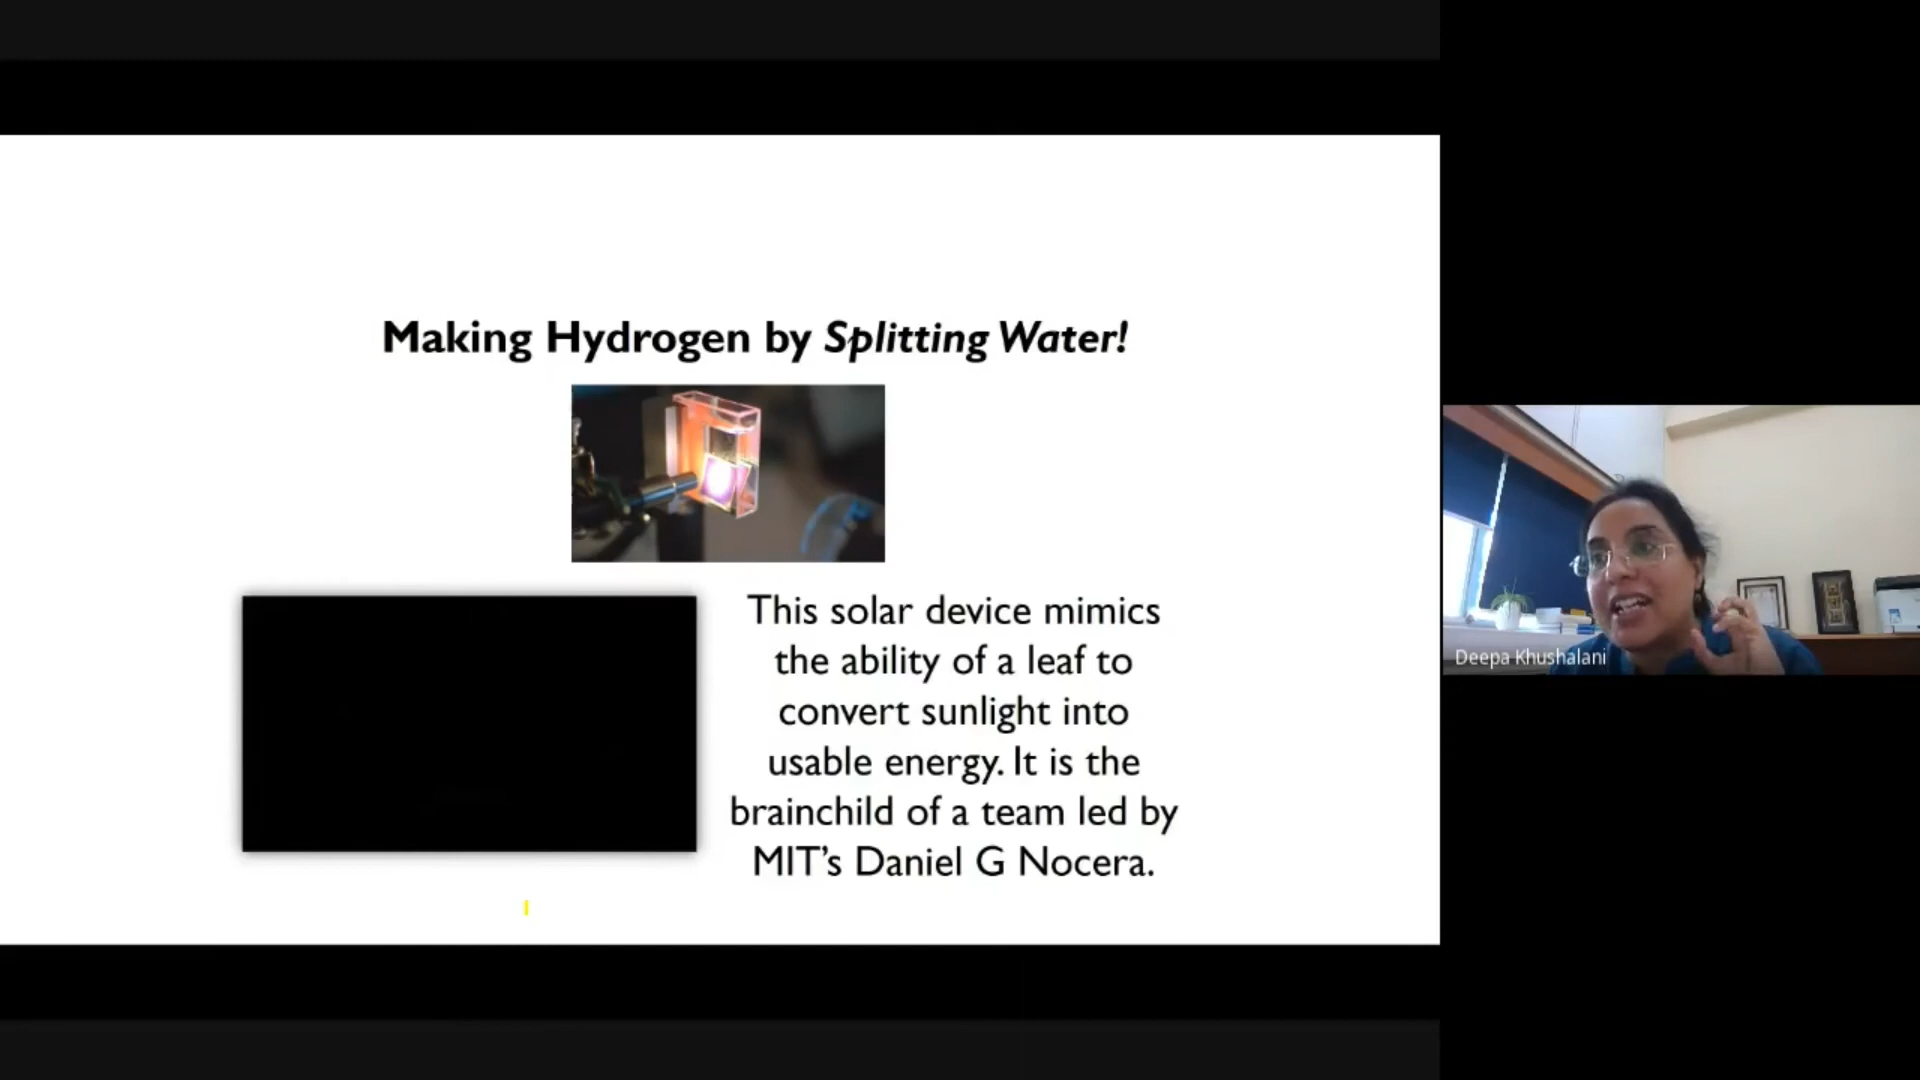 Making Hydrogen by Splitting Water!
This solar device mimics
the ability of a leaf to
convert sunlight into
usable energy. It is the
brainchild of a team led by
MIT’s Daniel G Nocera.
Deepa Khushalani